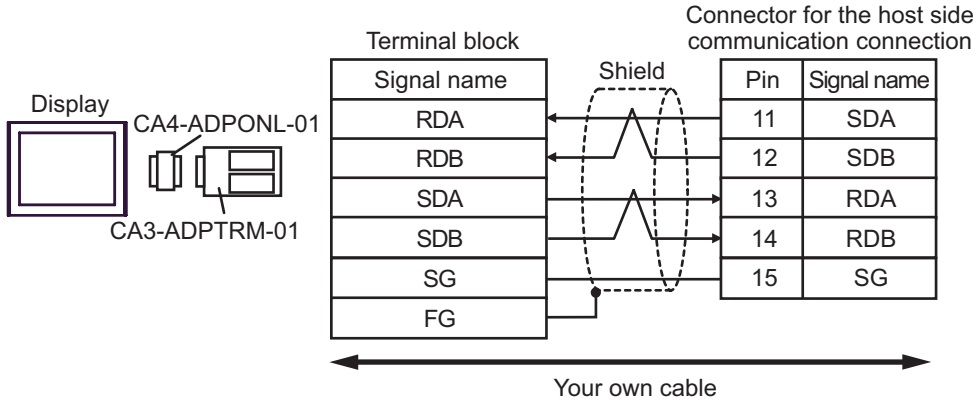 Display
CA4-ADPONL-01
CA3-ADPTRM-01
Terminal block
Signal name
RDA
RDB
SDA
SDB
SG
FG
Shield
Connector for the host side
communication connection
Pin Signal name
11 SDA
12 SDB
13 RDA
14 RDB
15 SG
Your own cable